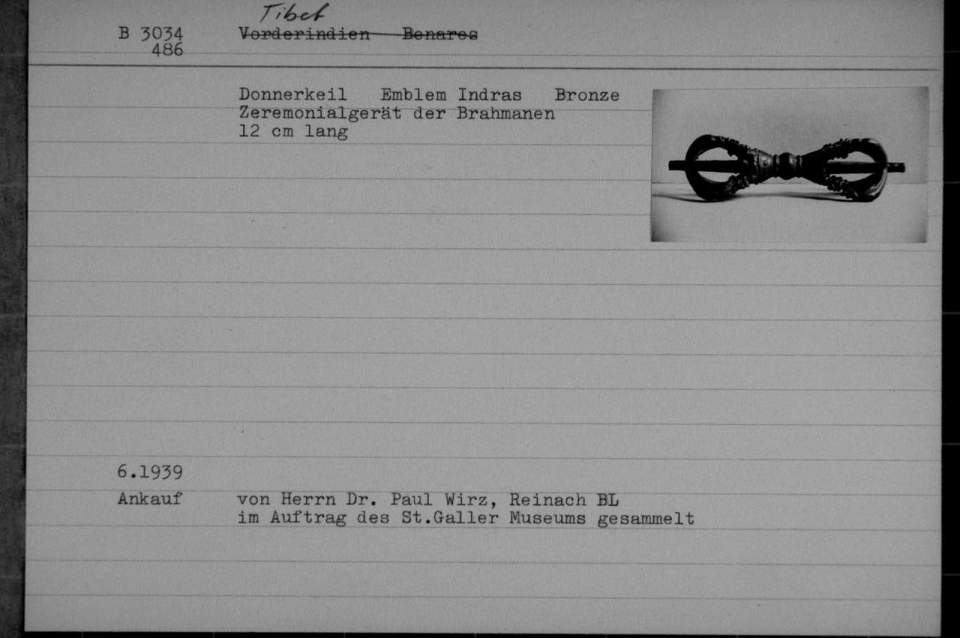 Tibet
B 3034 Vorderindien Benares
486
Donnerkeil Emblem Indras Bronze
Zeremonialgerät der Brahmanen
12 cm lang
6.1939
Ankauf von Herrn Dr. Paul Wirz, Reinach BL
im Auftrag des St.Galler Museums gesammelt